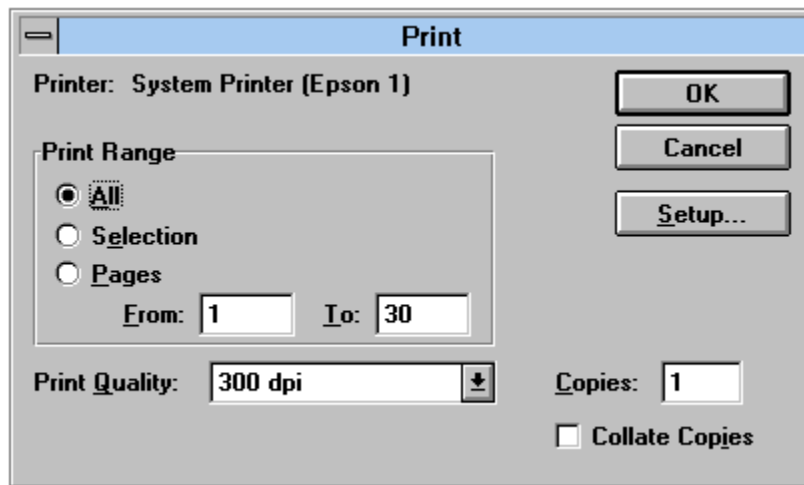 Print
Printer: System Printer (Epson 1)
OK
Cancel
Setup...
Print Range
All
Selection
Pages
From: 1 To: 30
Print Quality: 300 dpi
Copies: 1
Collate Copies